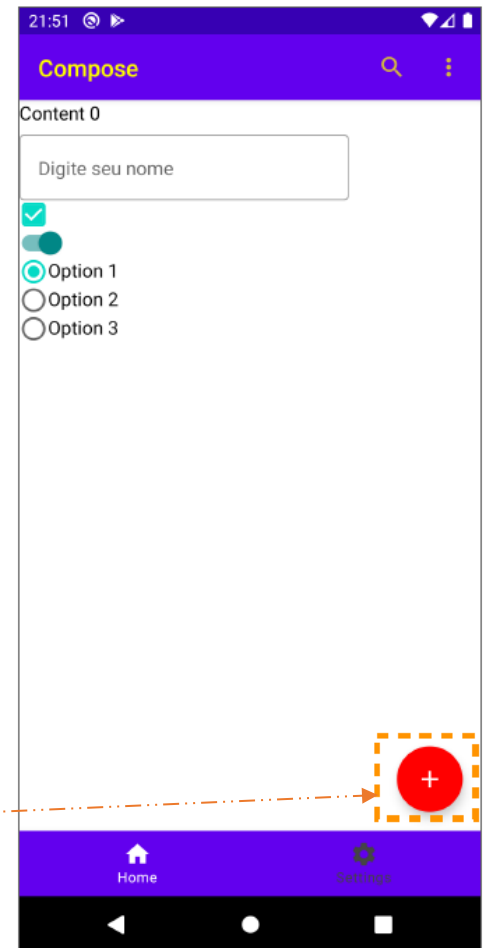 21:51
Compose
Content 0
Digite seu nome
Option 1
Option 2
Option 3
Home
Settings